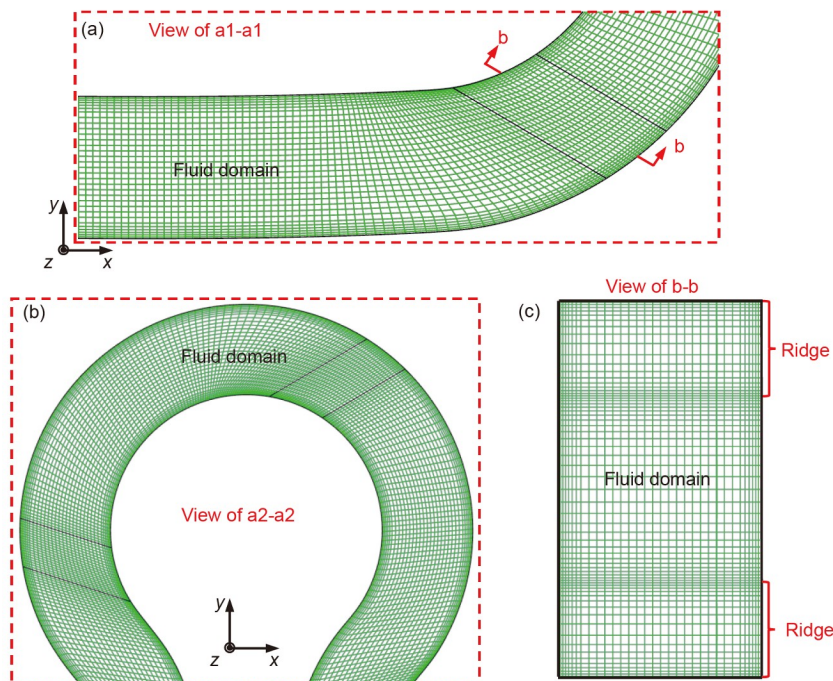 (a)
View of a1-a1
b
b
Fluid domain
y
z
x
(b)
Fluid domain
View of a2-a2
y
z
x
(c)
View of b-b
Ridge
Fluid domain
Ridge